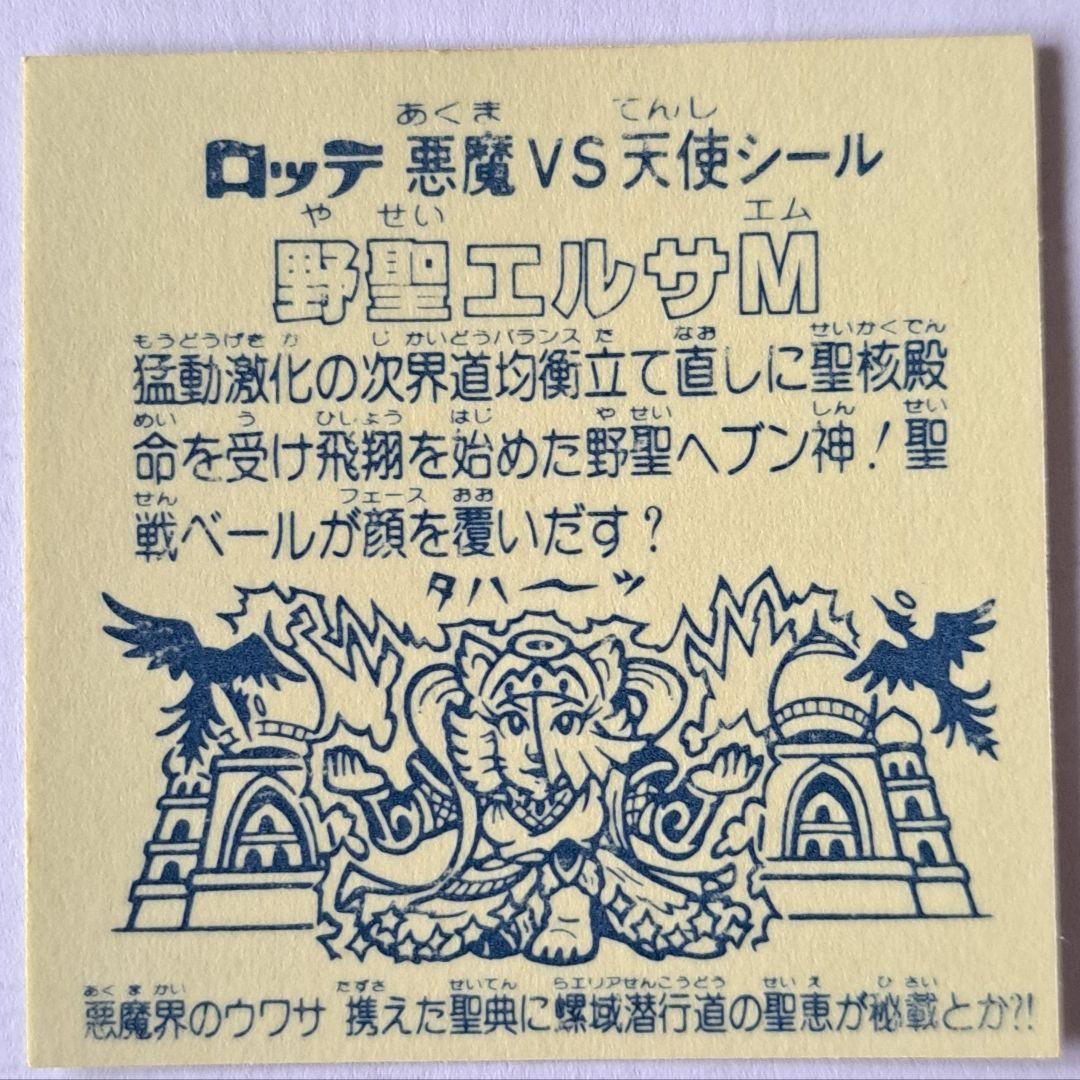 あくま てんし
ロッテ 悪魔VS天使シール
や せい エム
野聖エルサM
もうどうげき か じ かいどうバランス た なお せいかくでん
猛動激化の次界道均衡立て直しに聖核殿
めい う ひしょう はじ や せい しん せい
命を受け飛翔を始めた野聖ヘブン神!聖
せん フェース おお
戦ベールが顔を覆いだす?
タハーッ
あく ま かい たずさ せいてん らエリアせんこうどう せい え ひ さい
悪魔界のウワサ 携えた聖典に螺域潜行道の聖恵が秘載とか?!